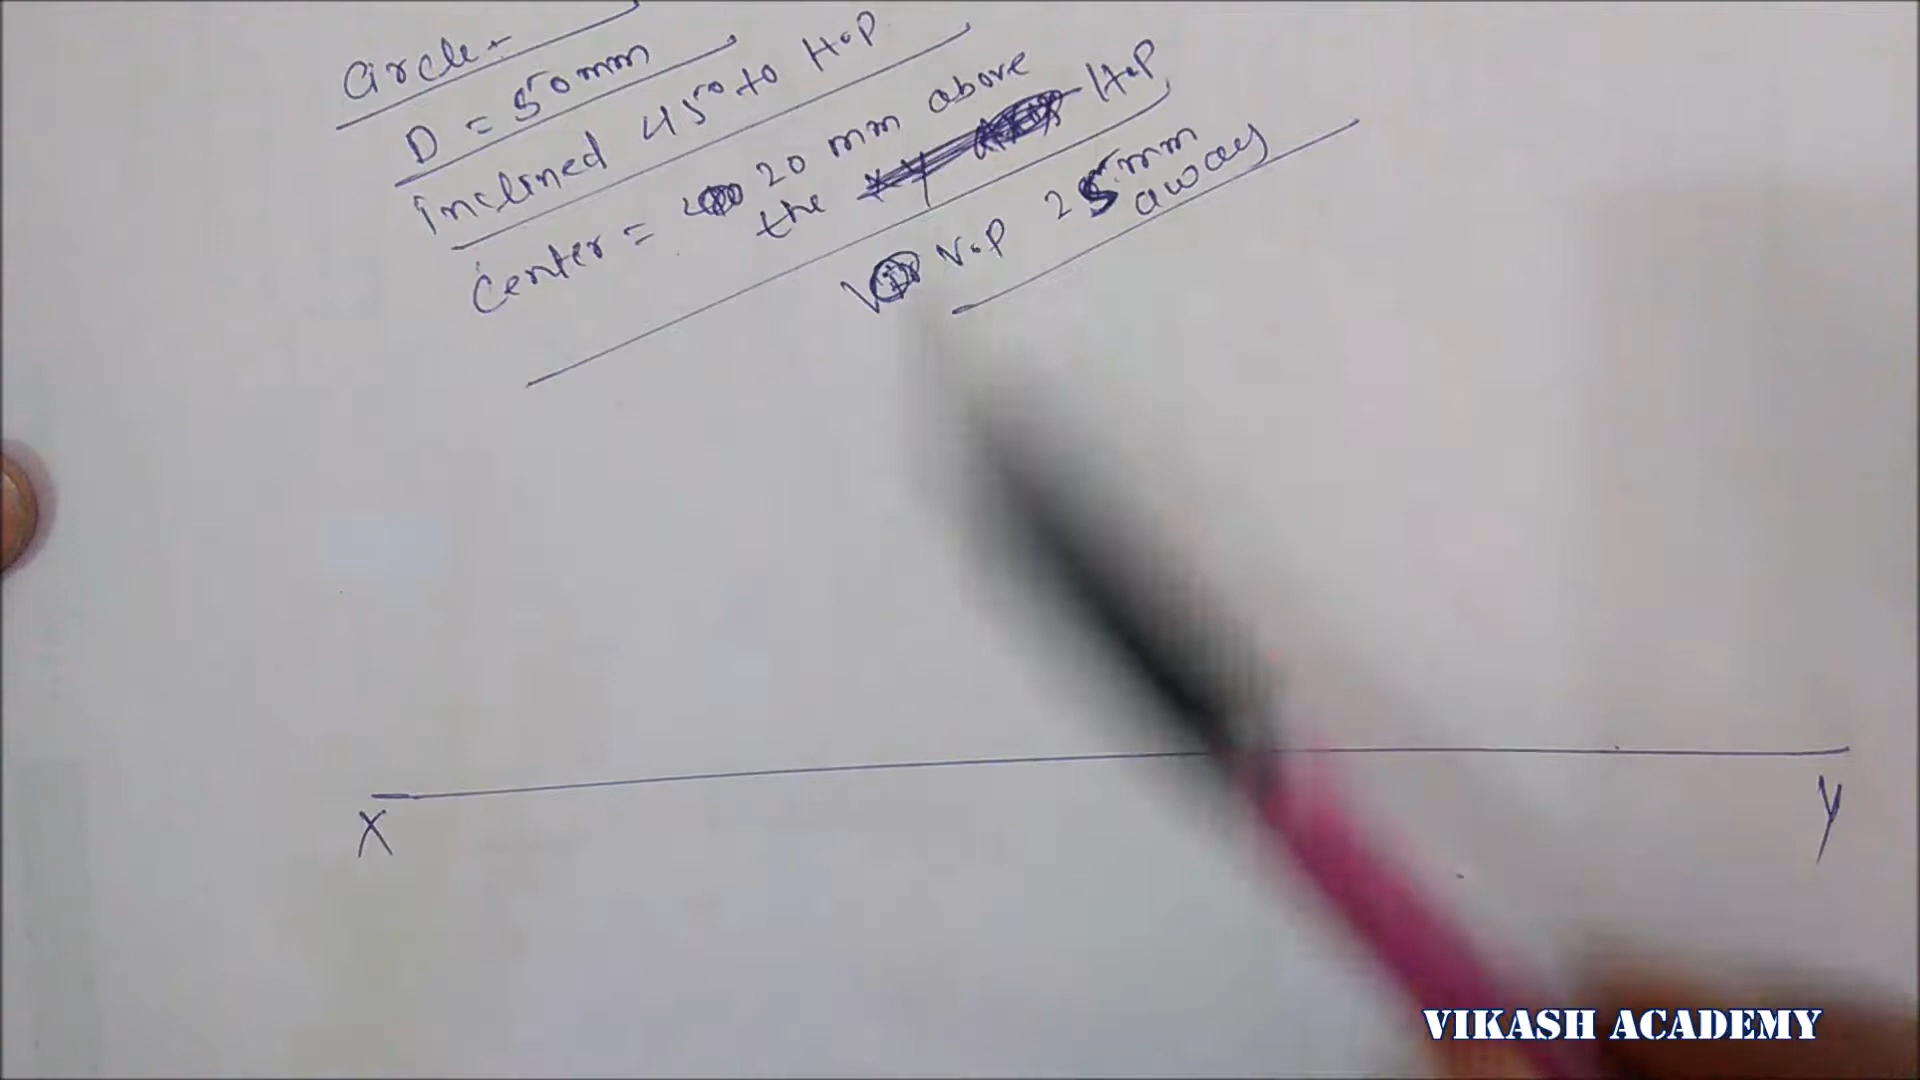 Circle:-
D = 50mm
inclined 45° to H.P
Center = 20 mm above
the H.P
V.P 25mm
away
X
Y
VIKASH ACADEMY